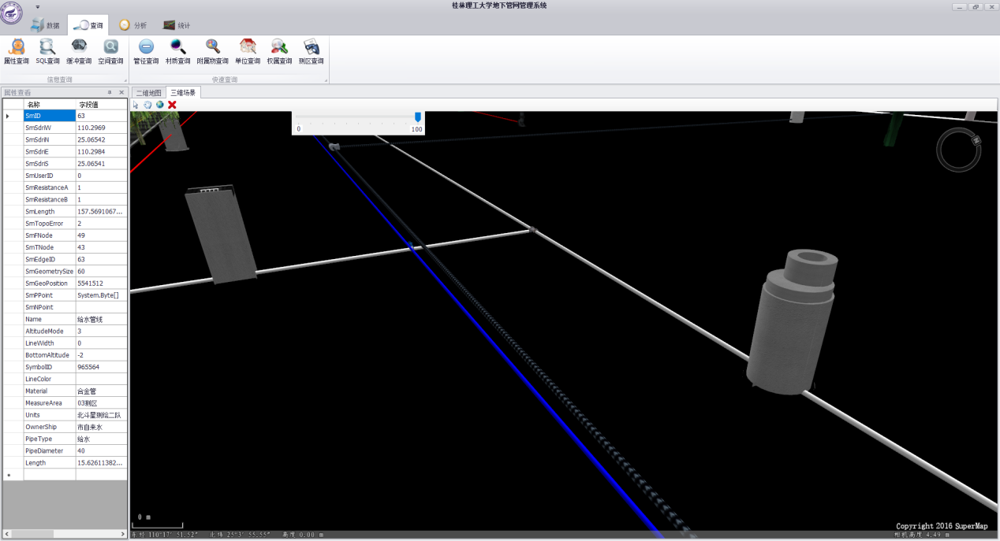 桂林理工大学地下管网管理系统
数据 查询 分析 统计
属性查询 SQL查询 缓冲查询 空间查询 管径查询 材质查询 附属物查询 单位查询 权属查询 测区查询
信息查询 快速查询
属性查看
二维地图 三维场景
名称 字段值
SmID 63
SmSdriW 110.2969
SmSdriN 25.06542
SmSdriE 110.2984
SmSdriS 25.06541
SmUserID 0
SmResistanceA 1
SmResistanceB 1
SmLength 157.5691067...
SmTopoError 2
SmFNode 49
SmTNode 43
SmEdgeID 63
SmGeometrySize 60
SmGeoPosition 5541512
SmPPoint System.Byte[]
SmNPoint
Name 给水管线
AltitudeMode 3
LineWidth 0
BottomAltitude -2
SymbolID 965564
LineColor
Material 合金管
MeasureArea 03测区
Units 北斗星测绘二队
OwnerShip 市自来水
PipeType 给水
PipeDiameter 40
Length 15.62611382...
0 100
N
0 m
Copyright 2016 SuperMap
东经 110°17' 51.52" 北纬 25°3' 55.55" 高度 0.00 m 相机高度 4.49 m